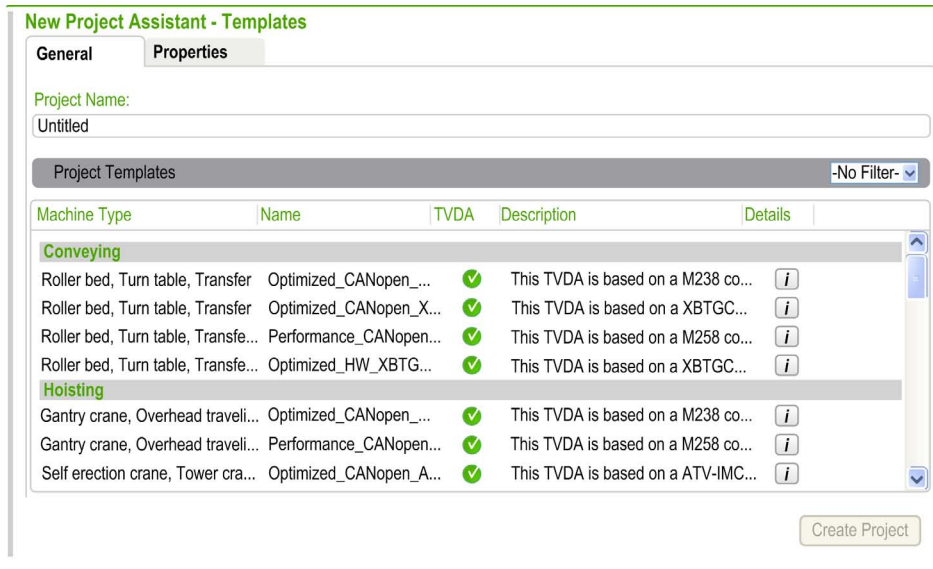 New Project Assistant - Templates
General Properties
Project Name:
Untitled
Project Templates -No Filter-
Machine Type Name TVDA Description Details
Conveying
Roller bed, Turn table, Transfer Optimized_CANopen_... This TVDA is based on a M238 co... i
Roller bed, Turn table, Transfer Optimized_CANopen_X... This TVDA is based on a XBTGC... i
Roller bed, Turn table, Transfe... Performance_CANopen... This TVDA is based on a M258 co... i
Roller bed, Turn table, Transfe... Optimized_HW_XBTG... This TVDA is based on a XBTGC... i
Hoisting
Gantry crane, Overhead traveli... Optimized_CANopen_... This TVDA is based on a M238 co... i
Gantry crane, Overhead traveli... Performance_CANopen... This TVDA is based on a M258 co... i
Self erection crane, Tower cra... Optimized_CANopen_A... This TVDA is based on a ATV-IMC... i
Create Project